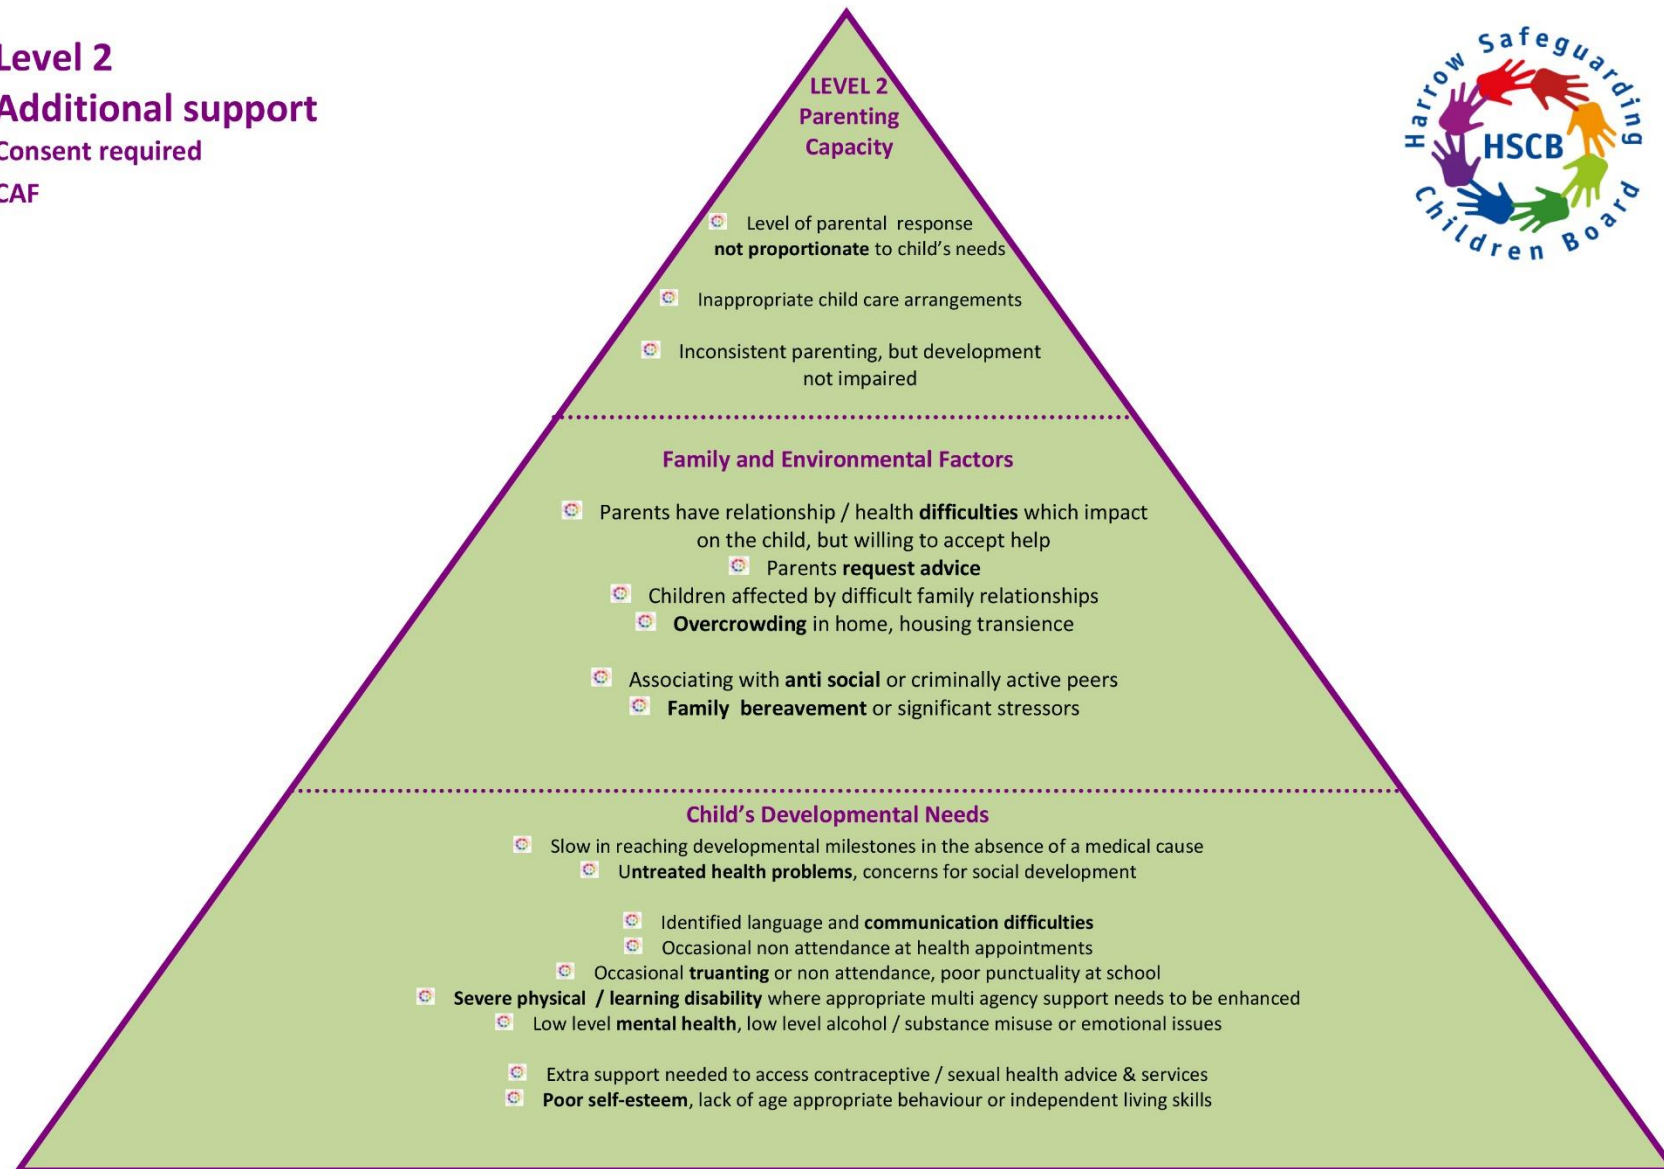 Level 2
Additional support
Consent required
CAF
Harrow Safeguarding
Children Board
HSCB
LEVEL 2
Parenting
Capacity
Level of parental response
not proportionate to child's needs
Inappropriate child care arrangements
Inconsistent parenting, but development
not impaired
Family and Environmental Factors
Parents have relationship / health difficulties which impact
on the child, but willing to accept help
Parents request advice
Children affected by difficult family relationships
Overcrowding in home, housing transience
Associating with anti social or criminally active peers
Family bereavement or significant stressors
Child's Developmental Needs
Slow in reaching developmental milestones in the absence of a medical cause
Untreated health problems, concerns for social development
Identified language and communication difficulties
Occasional non attendance at health appointments
Occasional truanting or non attendance, poor punctuality at school
Severe physical / learning disability where appropriate multi agency support needs to be enhanced
Low level mental health, low level alcohol / substance misuse or emotional issues
Extra support needed to access contraceptive / sexual health advice & services
Poor self-esteem, lack of age appropriate behaviour or independent living skills